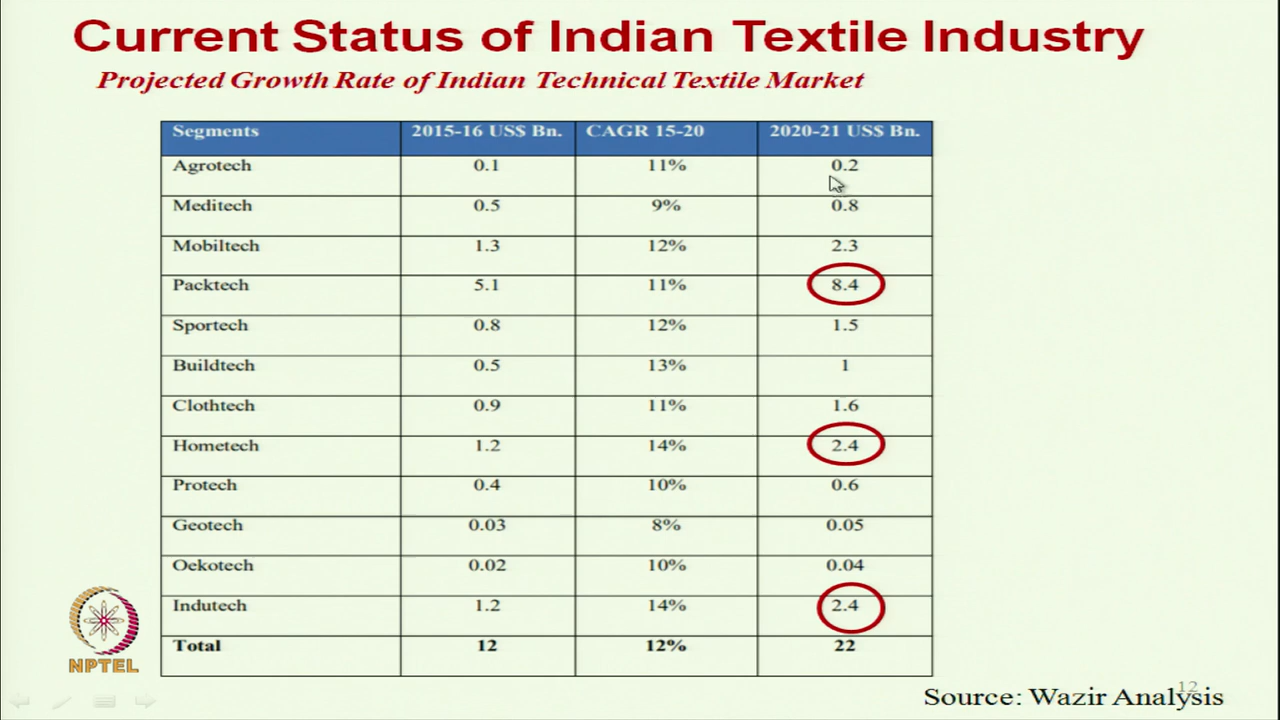 Current Status of Indian Textile Industry
Projected Growth Rate of Indian Technical Textile Market
Segments 2015-16 US$ Bn. CAGR 15-20 2020-21 US$ Bn.
Agrotech 0.1 11% 0.2
Meditech 0.5 9% 0.8
Mobiltech 1.3 12% 2.3
Packtech 5.1 11% 8.4
Sportech 0.8 12% 1.5
Buildtech 0.5 13% 1
Clothtech 0.9 11% 1.6
Hometech 1.2 14% 2.4
Protech 0.4 10% 0.6
Geotech 0.03 8% 0.05
Oekotech 0.02 10% 0.04
Indutech 1.2 14% 2.4
Total 12 12% 22
NPTEL
12
Source: Wazir Analysis